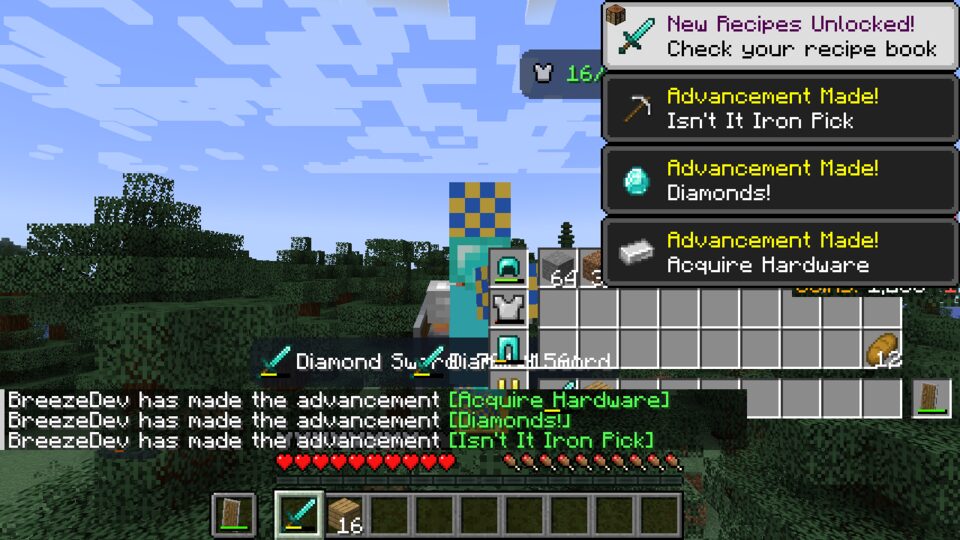 New Recipes Unlocked!
Check your recipe book
16/
Advancement Made!
Isn't It Iron Pick
Advancement Made!
Diamonds!
Advancement Made!
Acquire Hardware
64
12
Diamond
BreezeDev has made the advancement [Acquire Hardware]
BreezeDev has made the advancement [Diamonds!]
BreezeDev has made the advancement [Isn't It Iron Pick]
16